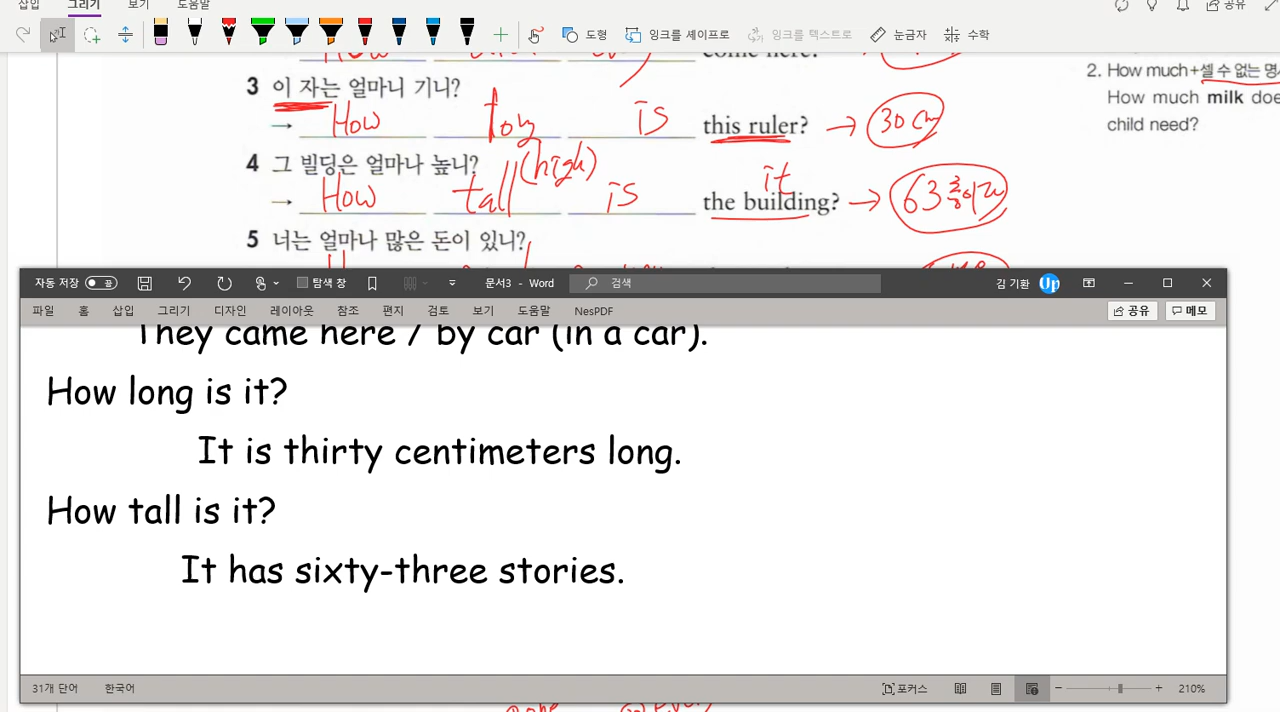 삽입 그리기 보기 도움말 공유
도형 잉크를 셰이프로 잉크를 텍스트로 눈금자 수학
come here?
3 이 자는 얼마니 기니?
→ How long is this ruler? → 30 cm
4 그 빌딩은 얼마나 높니?
(high) it
→ How tall is the building? → 63층이고
5 너는 얼마나 많은 돈이 있니?
2. How much+셀 수 없는 명
How much milk doe
child need?
자동 저장 끔 탐색 창 문서3 - Word 검색 김 기환 Up
파일 홈 삽입 그리기 디자인 레이아웃 참조 편지 검토 보기 도움말 NesPDF 공유 메모
They came here / by car (in a car).
How long is it?
It is thirty centimeters long.
How tall is it?
It has sixty-three stories.
31개 단어 한국어 포커스 210%